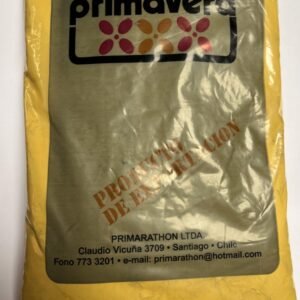 primavera
PRODUCTO
DE EXPORTACION
PRIMARATHON LTDA.
Claudio Vicuña 3709 • Santiago • Chile
Fono 773 3201 • e-mail: primarathon@hotmail.com